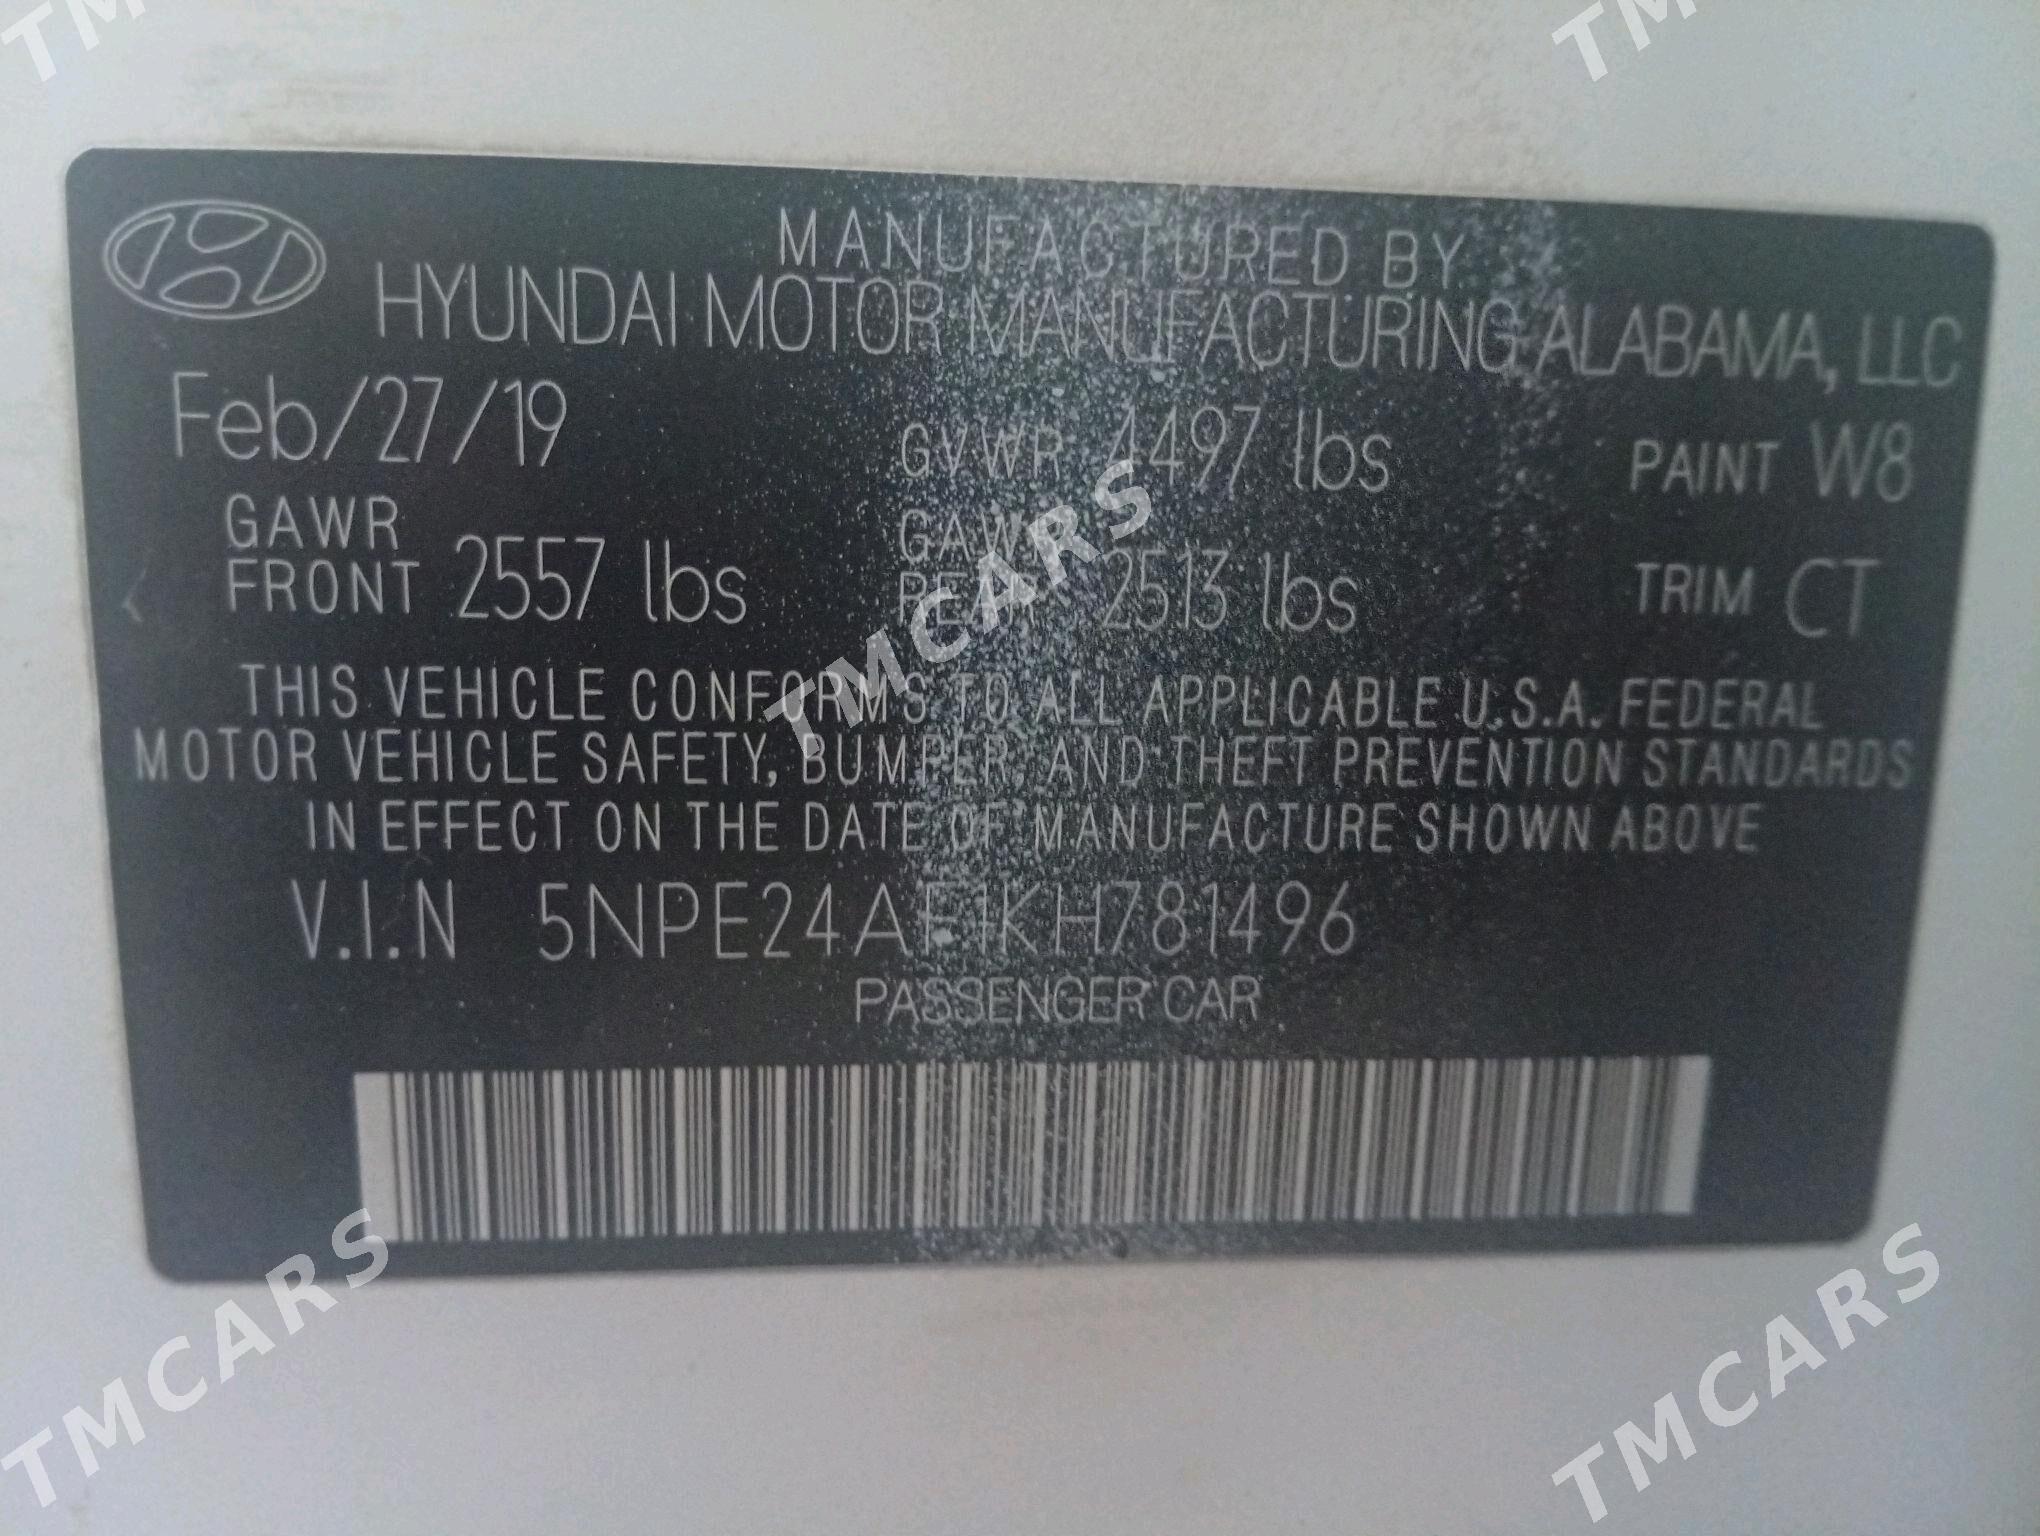 MANUFACTURED BY
HYUNDAI MOTOR MANUFACTURING ALABAMA, LLC
Feb/27/19 GVWR 4497 lbs PAINT W8
GAWR FRONT 2557 lbs GAWR REAR 2513 lbs TRIM CT
THIS VEHICLE CONFORMS TO ALL APPLICABLE U.S.A. FEDERAL
MOTOR VEHICLE SAFETY, BUMPER, AND THEFT PREVENTION STANDARDS
IN EFFECT ON THE DATE OF MANUFACTURE SHOWN ABOVE
V.I.N 5NPE24AF1KH781496
PASSENGER CAR
TMCARS
TMCARS
TMCARS